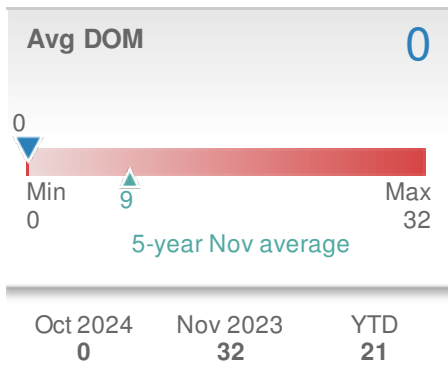 Avg DOM 0
0
Min Max
0 32
9
5-year Nov average
Oct 2024 Nov 2023 YTD
0 32 21